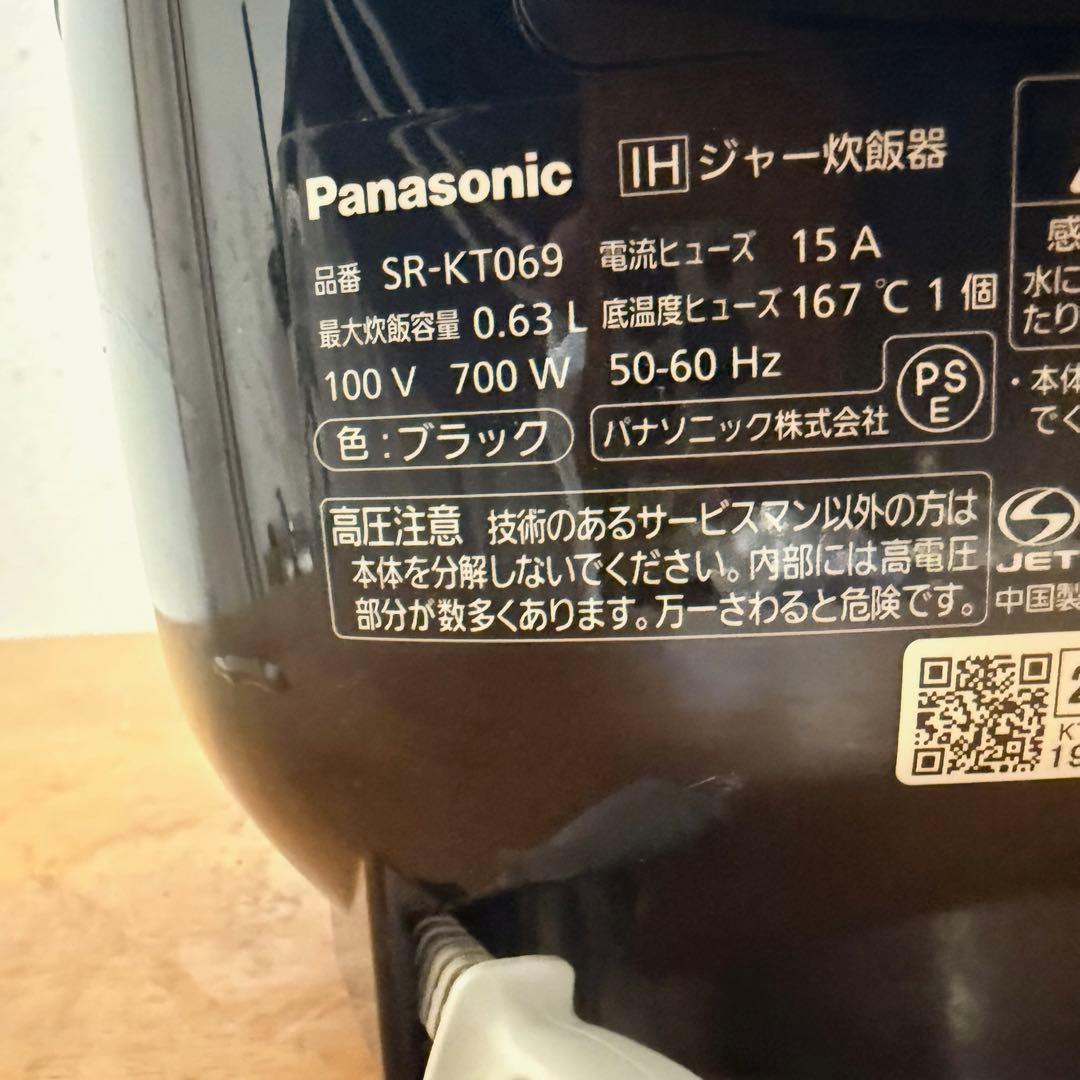 Panasonic IH ジャー炊飯器
品番 SR-KT069 電流ヒューズ 15 A
最大炊飯容量 0.63 L 底温度ヒューズ 167 ℃ 1 個
100 V 700 W 50-60 Hz
PS
E
色:ブラック パナソニック株式会社
高圧注意 技術のあるサービスマン以外の方は
本体を分解しないでください。内部には高電圧
部分が数多くあります。万一さわると危険です。
感
水に
たり
・本体
でく
JET
中国製
2
K
19